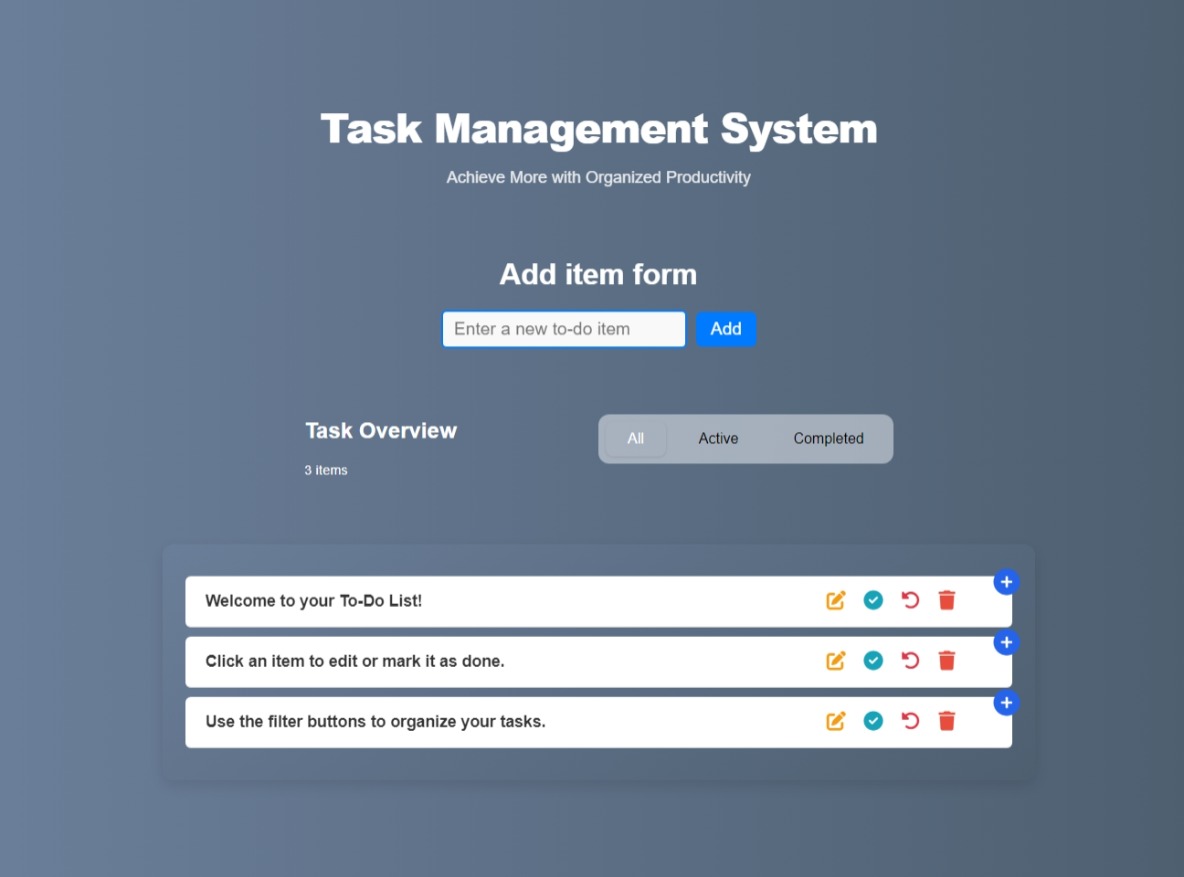 Task Management System
Achieve More with Organized Productivity
Add item form
Enter a new to-do item Add
Task Overview
All Active Completed
3 items
Welcome to your To-Do List!
Click an item to edit or mark it as done.
Use the filter buttons to organize your tasks.